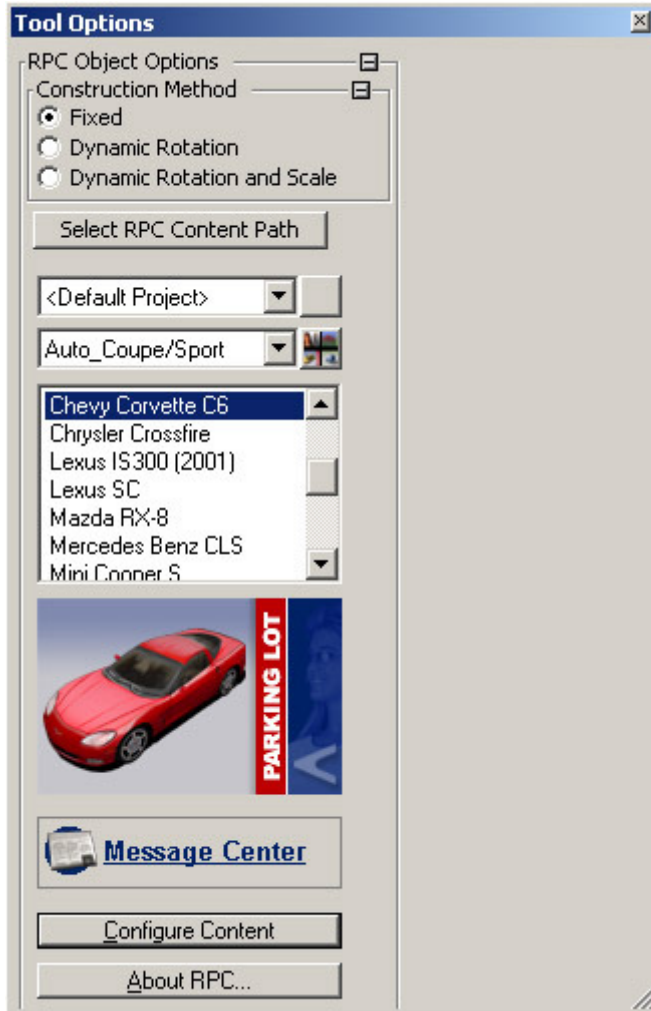 Tool Options
RPC Object Options
Construction Method
Fixed
Dynamic Rotation
Dynamic Rotation and Scale
Select RPC Content Path
<Default Project>
Auto_Coupe/Sport
Chevy Corvette C6
Chrysler Crossfire
Lexus IS300 (2001)
Lexus SC
Mazda RX-8
Mercedes Benz CLS
Mini Cooper S
PARKING LOT
Message Center
Configure Content
About RPC...